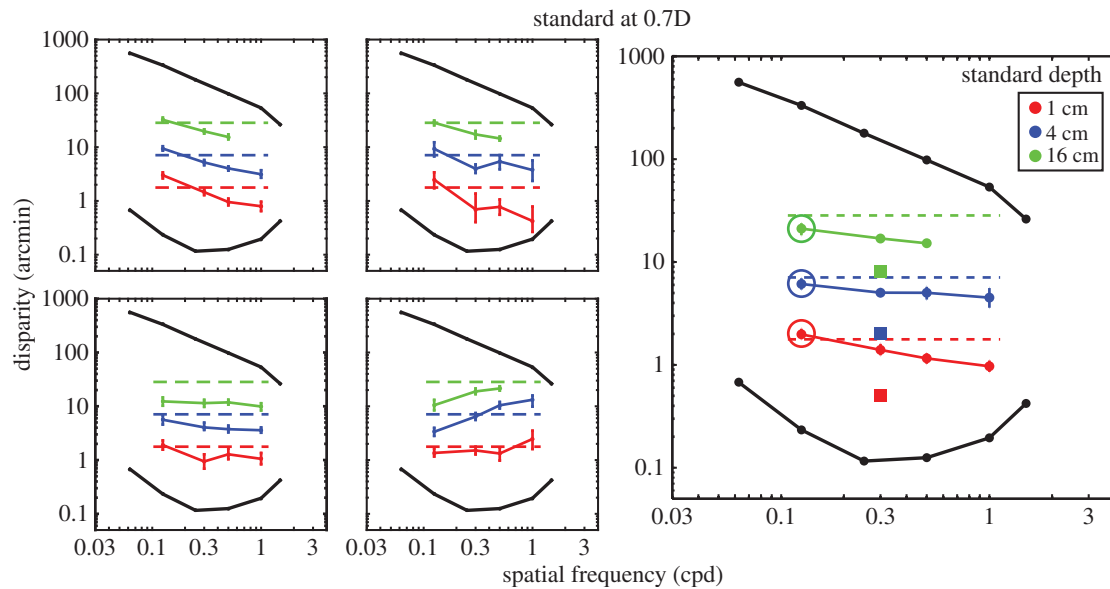 standard at 0.7D
1000
100
10
1
0.1
1000
100
10
1
0.1
0.03 0.1 0.3 1 3
0.03 0.1 0.3 1 3
disparity (arcmin)
spatial frequency (cpd)
1000
100
10
1
0.1
0.03 0.1 0.3 1
standard depth
1 cm
4 cm
16 cm